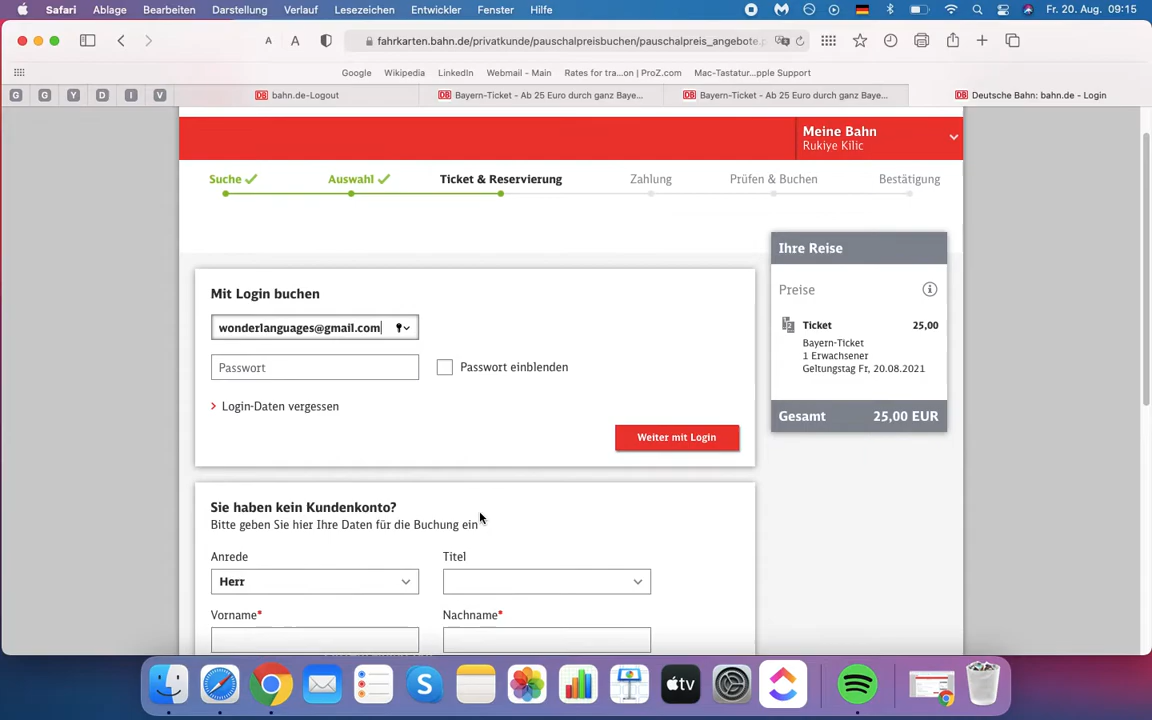 Safari Ablage Bearbeiten Darstellung Verlauf Lesezeichen Entwickler Fenster Hilfe Fr. 20. Aug. 09:15
A A fahrkarten.bahn.de/privatkunde/pauschalpreisbuchen/pauschalpreis_angebote.p
Google Wikipedia LinkedIn Webmail - Main Rates for tra...on | ProZ.com Mac-Tastatur...pple Support
G G Y D I V DB bahn.de-Logout DB Bayern-Ticket - Ab 25 Euro durch ganz Baye... DB Bayern-Ticket - Ab 25 Euro durch ganz Baye... DB Deutsche Bahn: bahn.de - Login
Meine Bahn
Rukiye Kilic
Suche Auswahl Ticket & Reservierung Zahlung Prüfen & Buchen Bestätigung
Mit Login buchen
wonderlanguages@gmail.com
Passwort Passwort einblenden
Login-Daten vergessen
Weiter mit Login
Ihre Reise
Preise
Ticket 25,00
Bayern-Ticket
1 Erwachsener
Geltungstag Fr, 20.08.2021
Gesamt 25,00 EUR
Sie haben kein Kundenkonto?
Bitte geben Sie hier Ihre Daten für die Buchung ein
Anrede Titel
Herr
Vorname* Nachname*
S tv